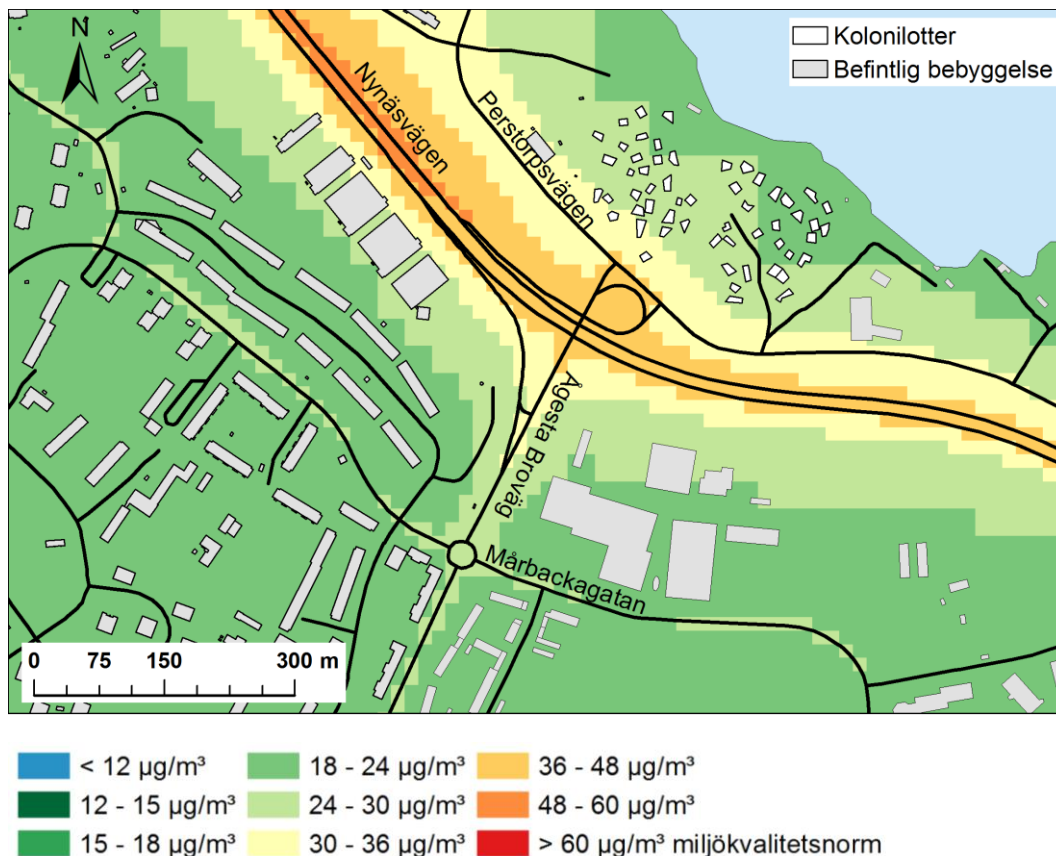 N
Kolonilotter
Befintlig bebyggelse
Nynäsvägen
Perstorpsvägen
Ågesta Broväg
Mårbackagatan
0 75 150 300 m
< 12 µg/m³ 18 - 24 µg/m³ 36 - 48 µg/m³
12 - 15 µg/m³ 24 - 30 µg/m³ 48 - 60 µg/m³
15 - 18 µg/m³ 30 - 36 µg/m³ > 60 µg/m³ miljökvalitetsnorm